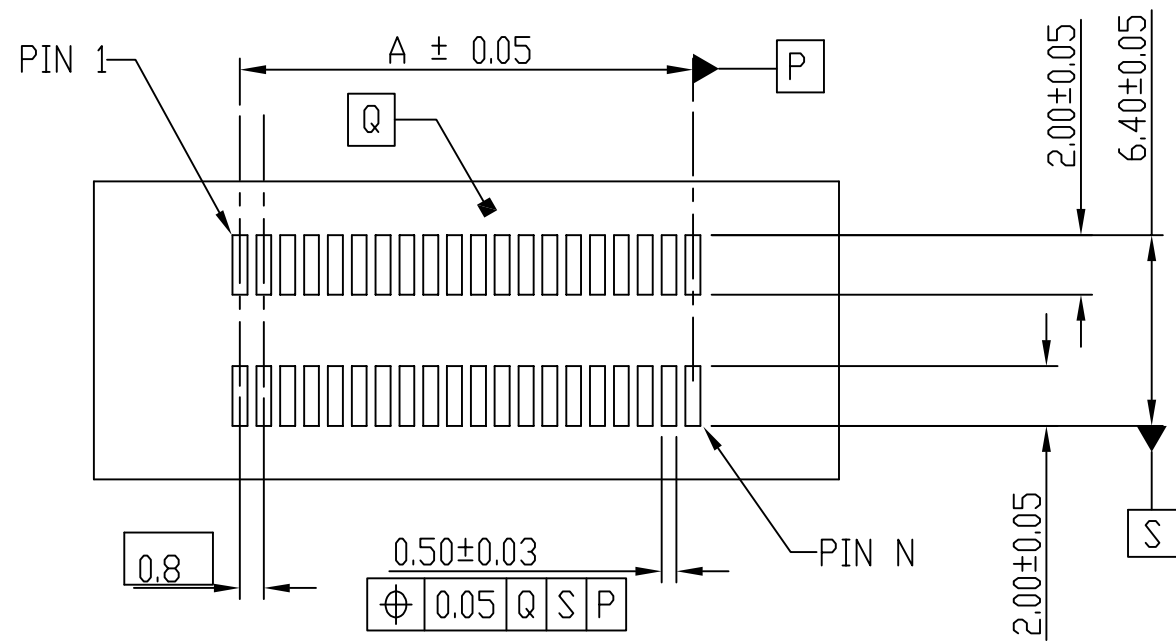 PIN 1
A ± 0.05
P
Q
2.00±0.05
6.40±0.05
0.8
0.50±0.03
⌖ 0.05 Q S P
PIN N
2.00±0.05
S